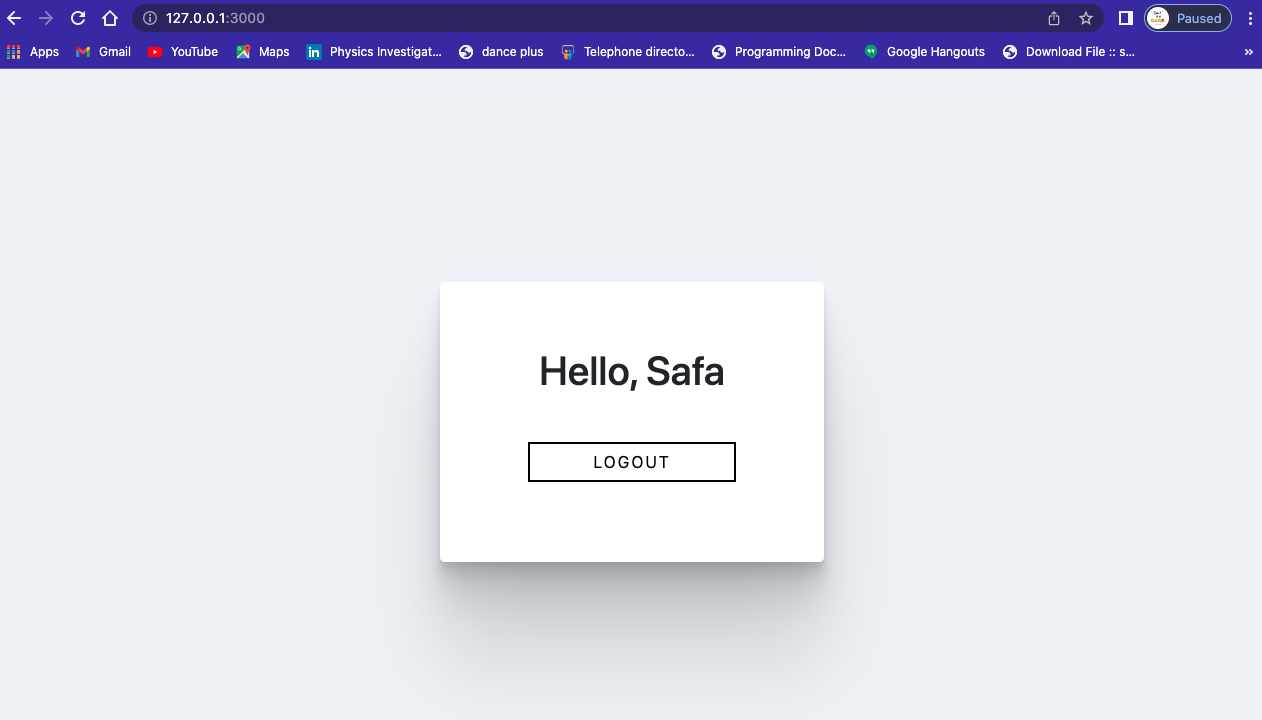 127.0.0.1:3000
Paused
Apps Gmail YouTube Maps Physics Investigat... dance plus Telephone directo... Programming Doc... Google Hangouts Download File :: s... »
Hello, Safa
LOGOUT